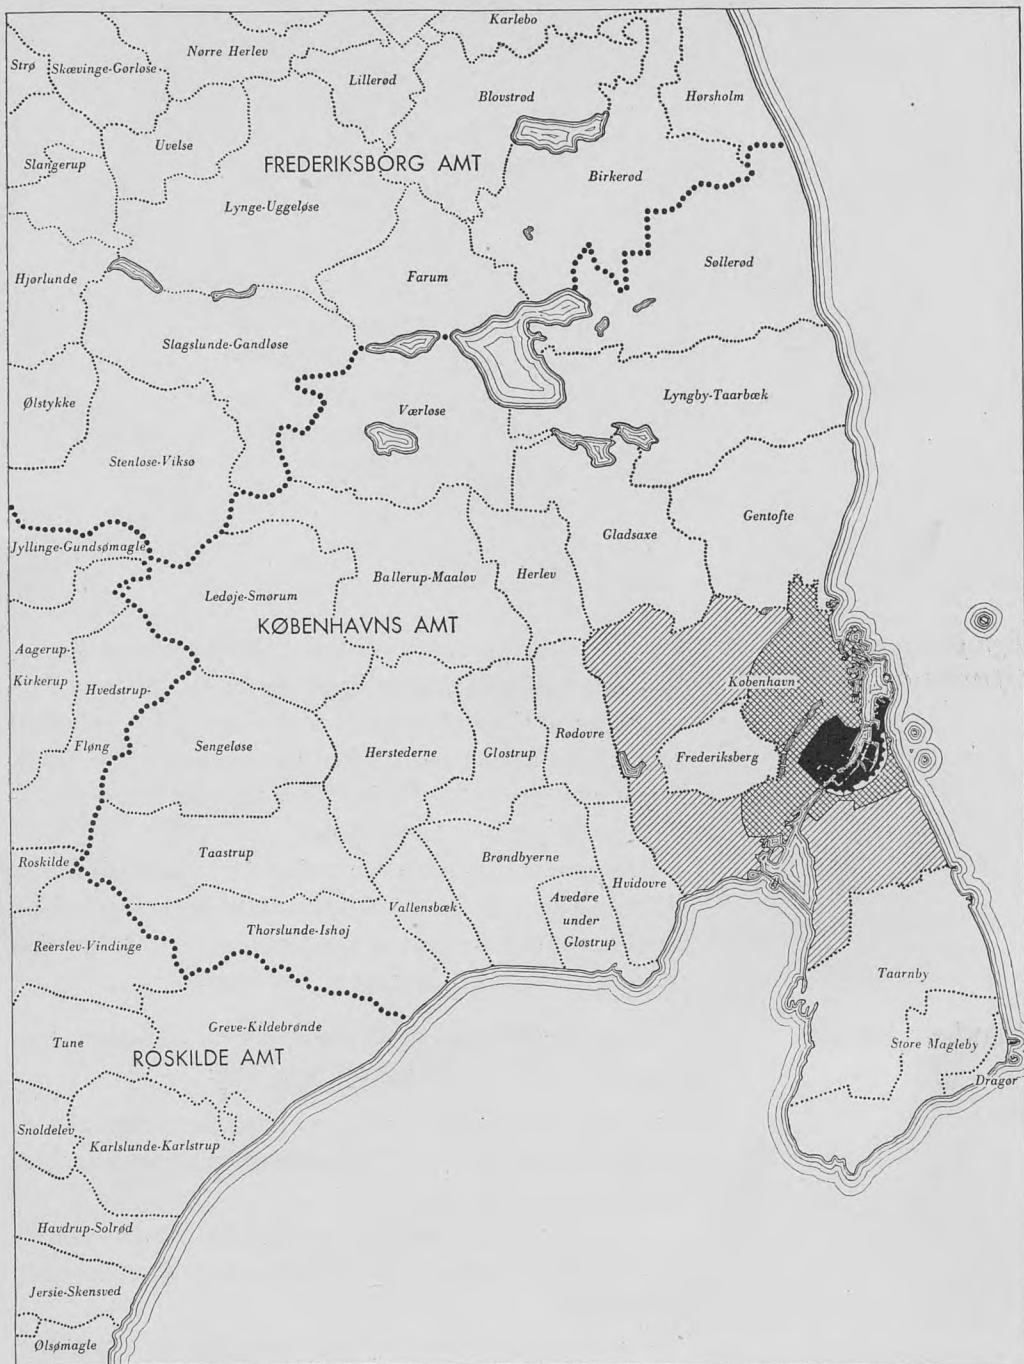 Karlebo
Nørre Herlev
Strø
Skævinge-Gørløse
Lillerød
Blovstrød
Hørsholm
Uvelse
Slangerup
FREDERIKSBORG AMT
Birkerød
Lynge-Uggeløse
Søllerød
Hjørlunde
Farum
Slagslunde-Gandløse
Ølstykke
Værløse
Lyngby-Taarbæk
Stenløse-Viksø
Gentofte
Gladsaxe
Jyllinge-Gundsømagle
Ballerup-Maaløv
Herlev
Ledøje-Smørum
KØBENHAVNS AMT
Aagerup-
Kirkerup
Hvedstrup-
Fløng
København
Rødovre
Sengeløse
Herstederne
Glostrup
Frederiksberg
Taastrup
Brøndbyerne
Roskilde
Hvidovre
Avedøre
under
Glostrup
Vallensbæk
Thorslunde-Ishøj
Reerslev-Vindinge
Taarnby
Greve-Kildebrønde
Tune
Store Magleby
ROSKILDE AMT
Dragør
Snoldelev
Karlslunde-Karlstrup
Havdrup-Solrød
Jersie-Skensved
Ølsømagle